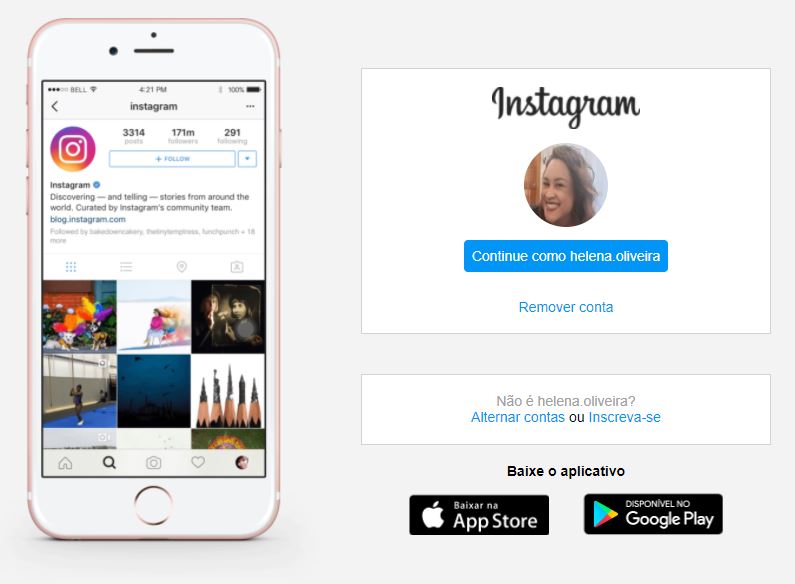 BELL 4:21 PM 100%
instagram
3314 171m 291
posts followers following
+ FOLLOW
Instagram
Discovering — and telling — stories from around the
world. Curated by Instagram's community team.
blog.instagram.com
Followed by bakedowncakery, thetinytemptress, funchpunch + 18
more
Instagram
Continue como helena.oliveira
Remover conta
Não é helena.oliveira?
Alternar contas ou Inscreva-se
Baixe o aplicativo
Baixar na
App Store
DISPONÍVEL NO
Google Play